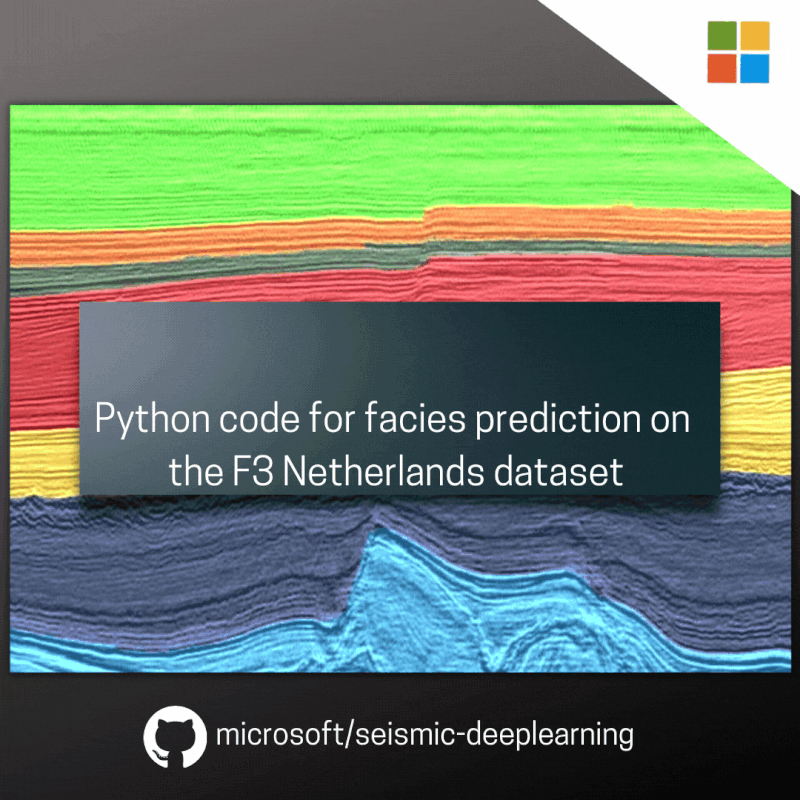 Python code for facies prediction on
the F3 Netherlands dataset
microsoft/seismic-deeplearning